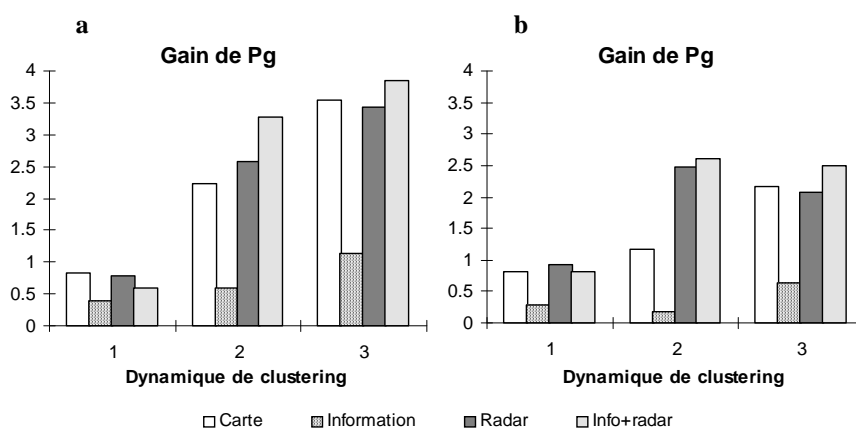 a
Gain de Pg
4
3.5
3
2.5
2
1.5
1
0.5
0
1 2 3
Dynamique de clustering
b
Gain de Pg
4
3.5
3
2.5
2
1.5
1
0.5
0
1 2 3
Dynamique de clustering
Carte Information Radar Info+radar